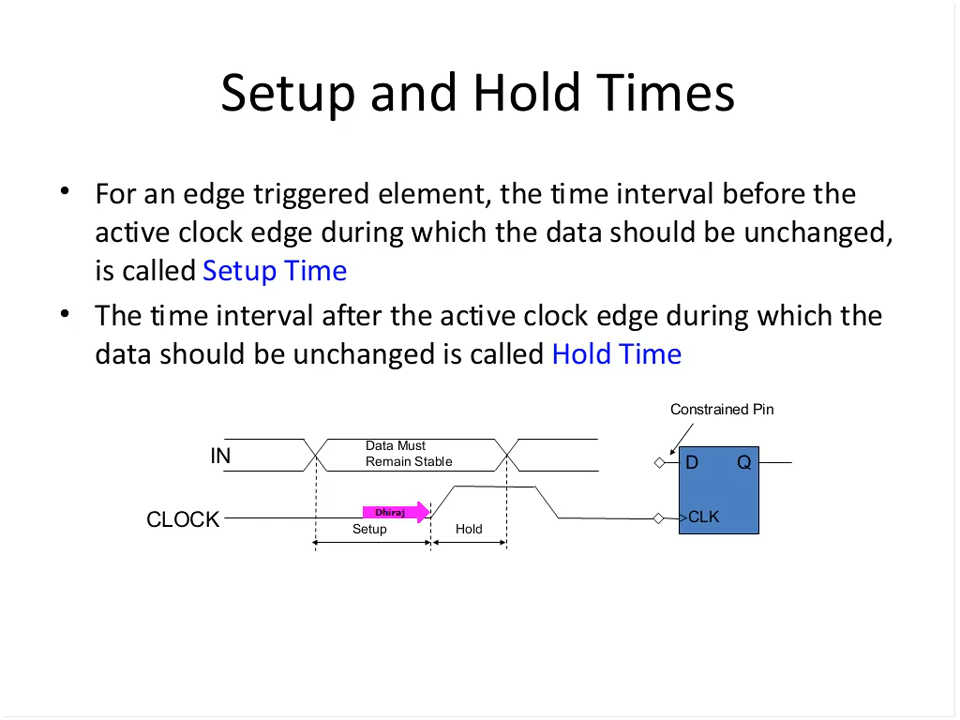 Setup and Hold Times
• For an edge triggered element, the time interval before the
active clock edge during which the data should be unchanged,
is called Setup Time
• The time interval after the active clock edge during which the
data should be unchanged is called Hold Time
Constrained Pin
IN
Data Must
Remain Stable
D Q
CLOCK
Dhiraj
CLK
Setup Hold